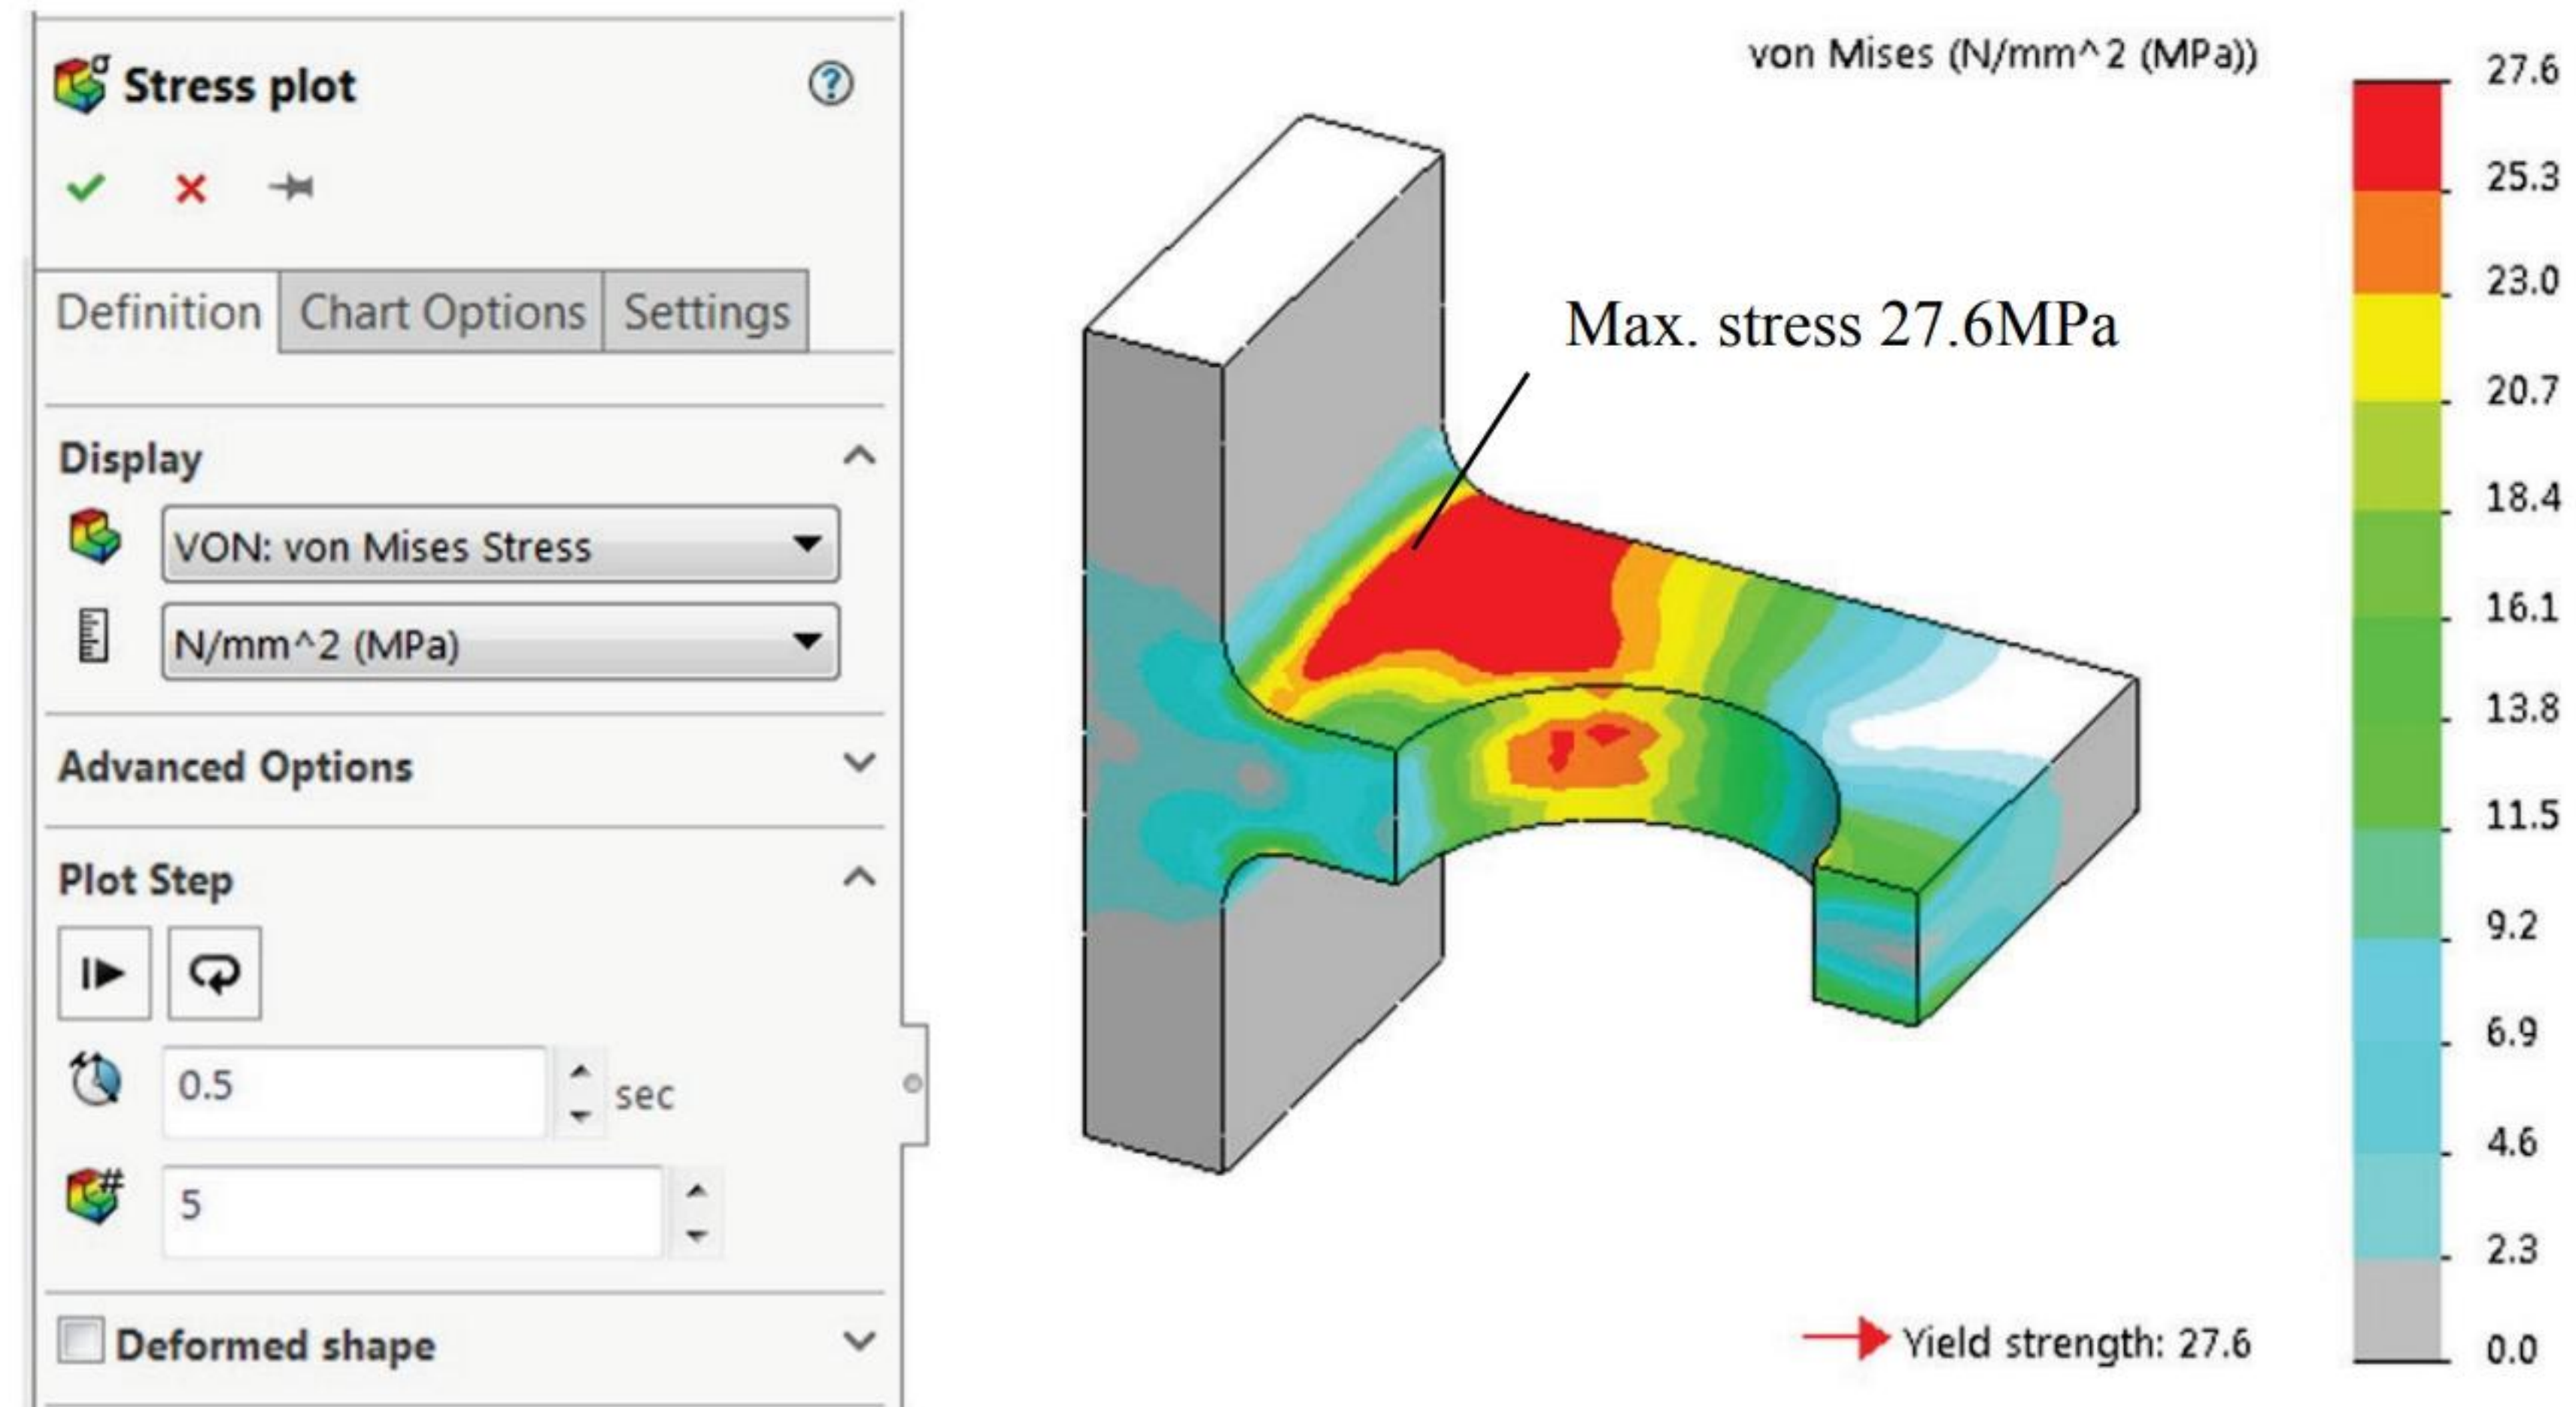 Stress plot
?
Definition
Chart Options
Settings
Display
VON: von Mises Stress
N/mm^2 (MPa)
Advanced Options
Plot Step
0.5
sec
5
Deformed shape
von Mises (N/mm^2 (MPa))
Max. stress 27.6MPa
27.6
25.3
23.0
20.7
18.4
16.1
13.8
11.5
9.2
6.9
4.6
2.3
0.0
Yield strength: 27.6